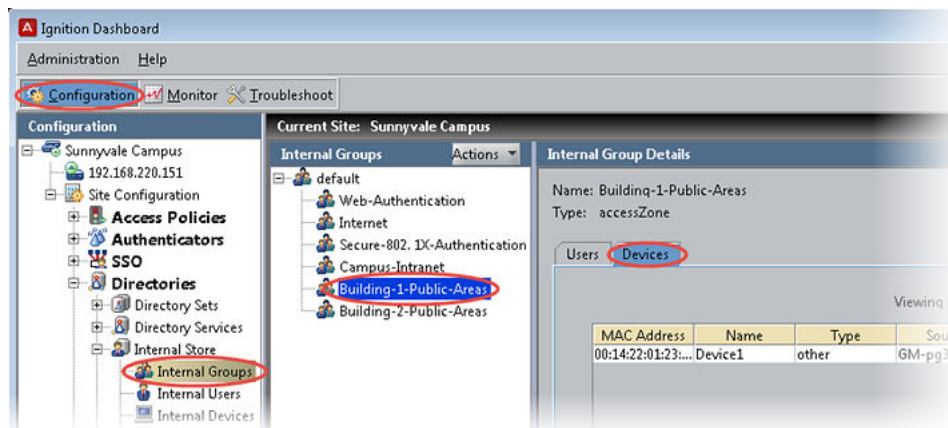 Ignition Dashboard
Administration Help
Configuration Monitor Troubleshoot
Configuration
Sunnyvale Campus
192.168.220.151
Site Configuration
Access Policies
Authenticators
SSO
Directories
Directory Sets
Directory Services
Internal Store
Internal Groups
Internal Users
Internal Devices
Current Site: Sunnyvale Campus
Internal Groups Actions
default
Web-Authentication
Internet
Secure-802. 1X-Authentication
Campus-Intranet
Building-1-Public-Areas
Building-2-Public-Areas
Internal Group Details
Name: Building-1-Public-Areas
Type: accessZone
Users Devices
Viewing
MAC Address Name Type Sou
00:14:22:01:23:... Device1 other GM-pg3